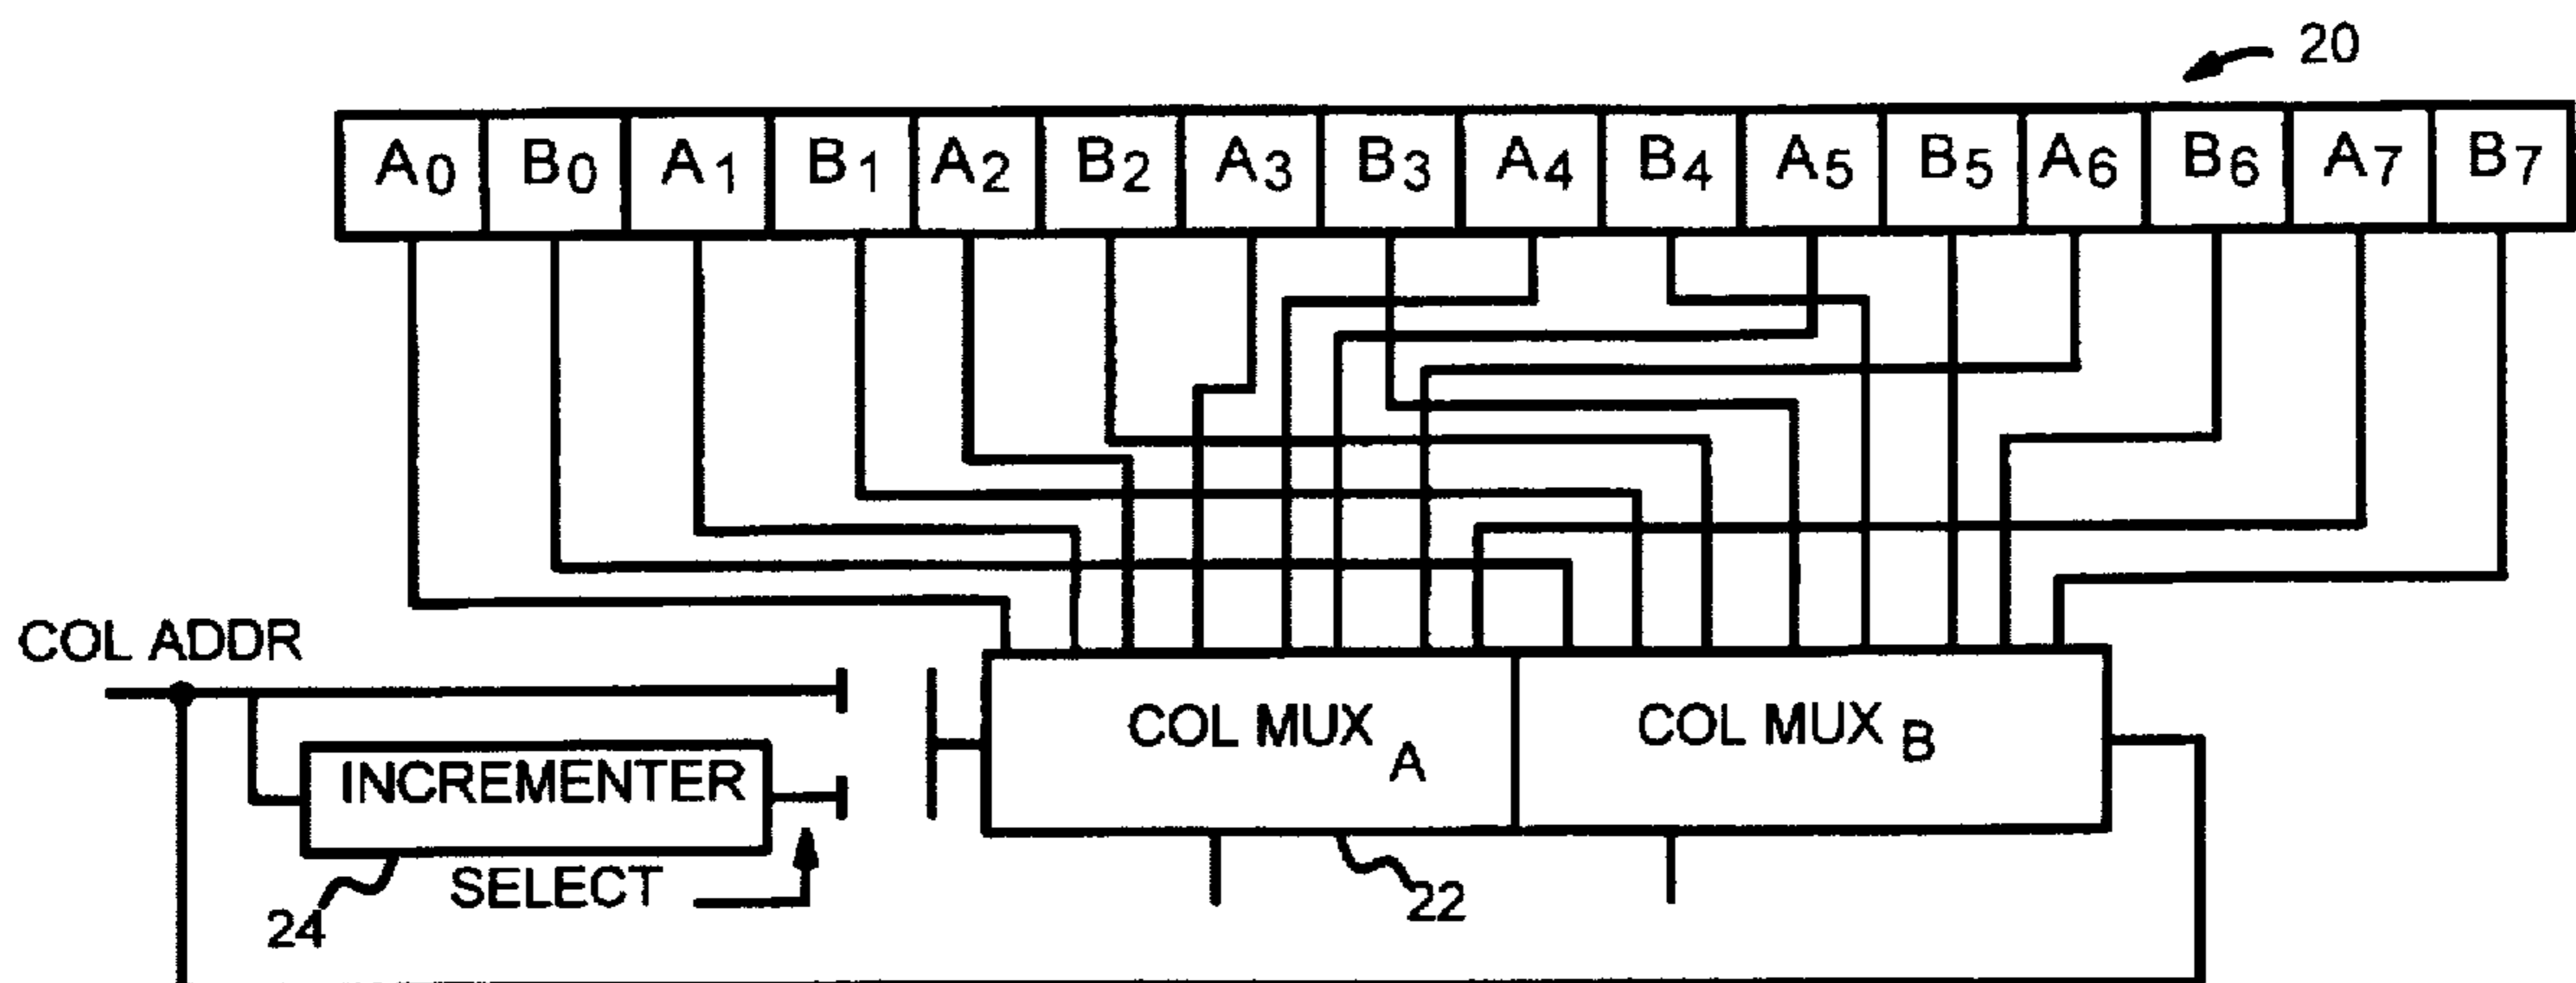 20
A0 B0 A1 B1 A2 B2 A3 B3 A4 B4 A5 B5 A6 B6 A7 B7
COL ADDR
COL MUX A
COL MUX B
INCREMENTER
SELECT
24
22